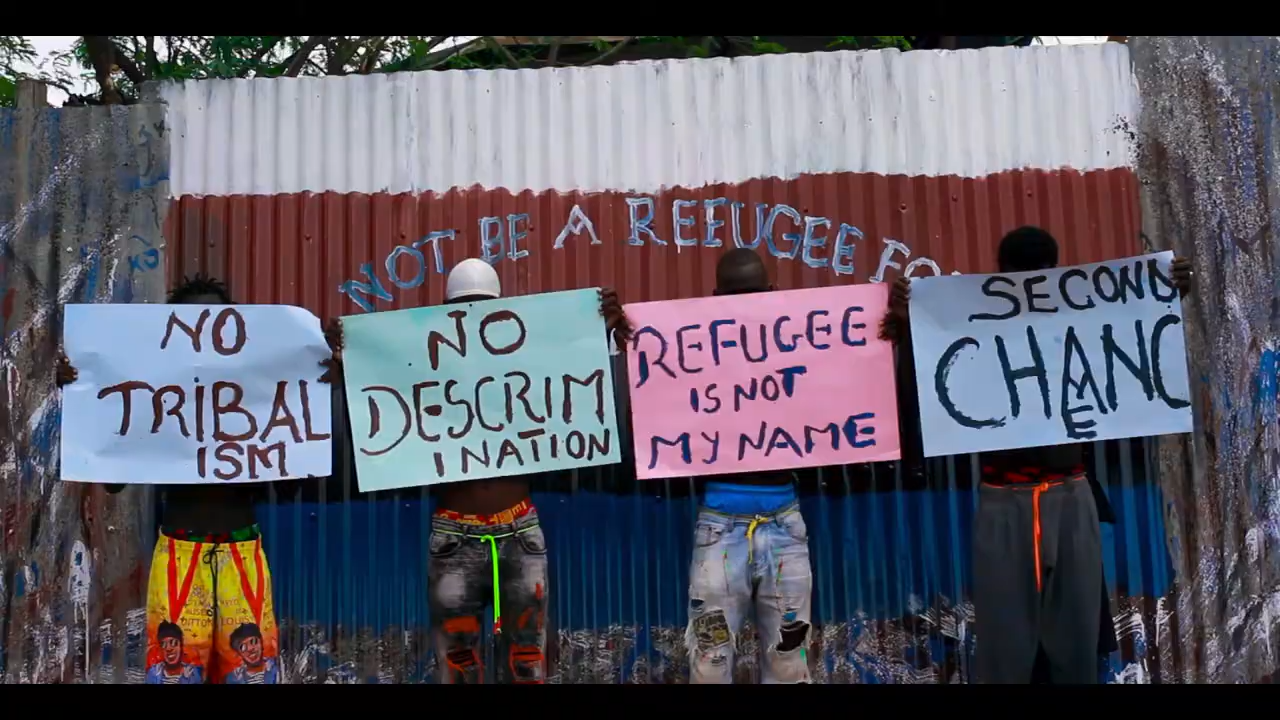 NOT BE A REFUGEE FO
NO
TRIBAL
ISM
NO
DESCRIM
INATION
REFUGEE
IS NOT
MY NAME
SECOND
CHANC
E